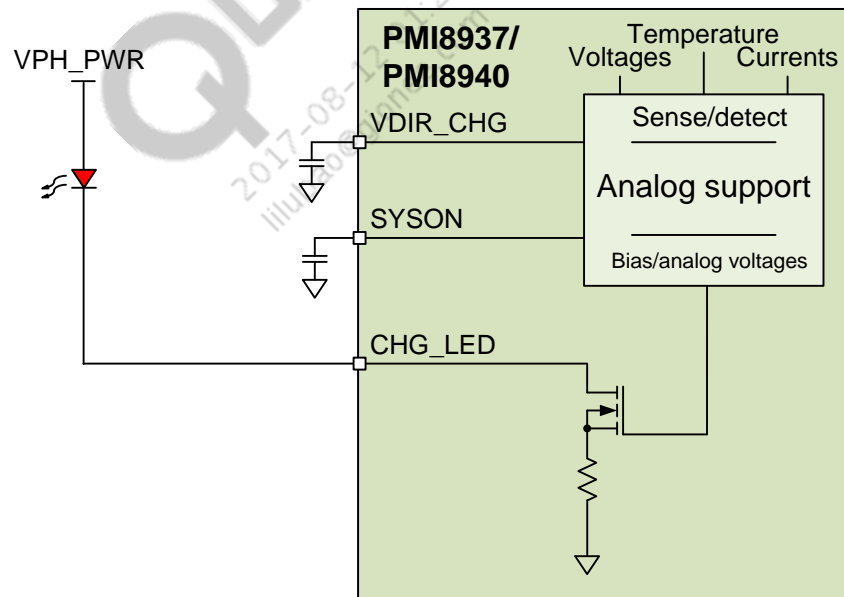 PMI8937/
PMI8940
Temperature
Voltages
Currents
VPH_PWR
VDIR_CHG
Sense/detect
Analog support
SYSON
Bias/analog voltages
CHG_LED